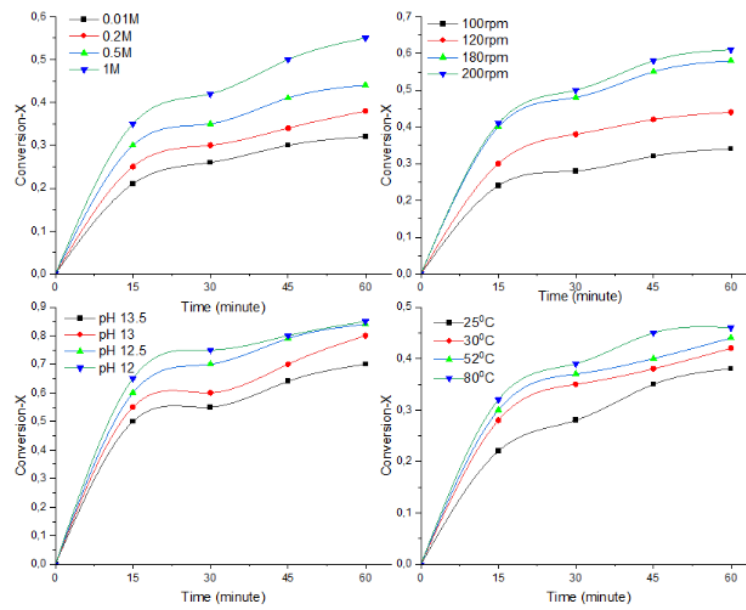 0,6
0,5
0,4
0,3
0,2
0,1
0,0
Conversion-X
0.01M
0.2M
0.5M
1M
0 15 30 45 60
Time (minute)
0,7
0,6
0,5
0,4
0,3
0,2
0,1
0,0
Conversion-X
100rpm
120rpm
180rpm
200rpm
0 15 30 45 60
Time (minute)
0,9
0,8
0,7
0,6
0,5
0,4
0,3
0,2
0,1
0,0
Conversion-X
pH 13.5
pH 13
pH 12.5
pH 12
0 15 30 45 60
Time (minute)
0,5
0,4
0,3
0,2
0,1
0,0
Conversion-X
25⁰C
30⁰C
52⁰C
80⁰C
0 15 30 45 60
Time (minute)